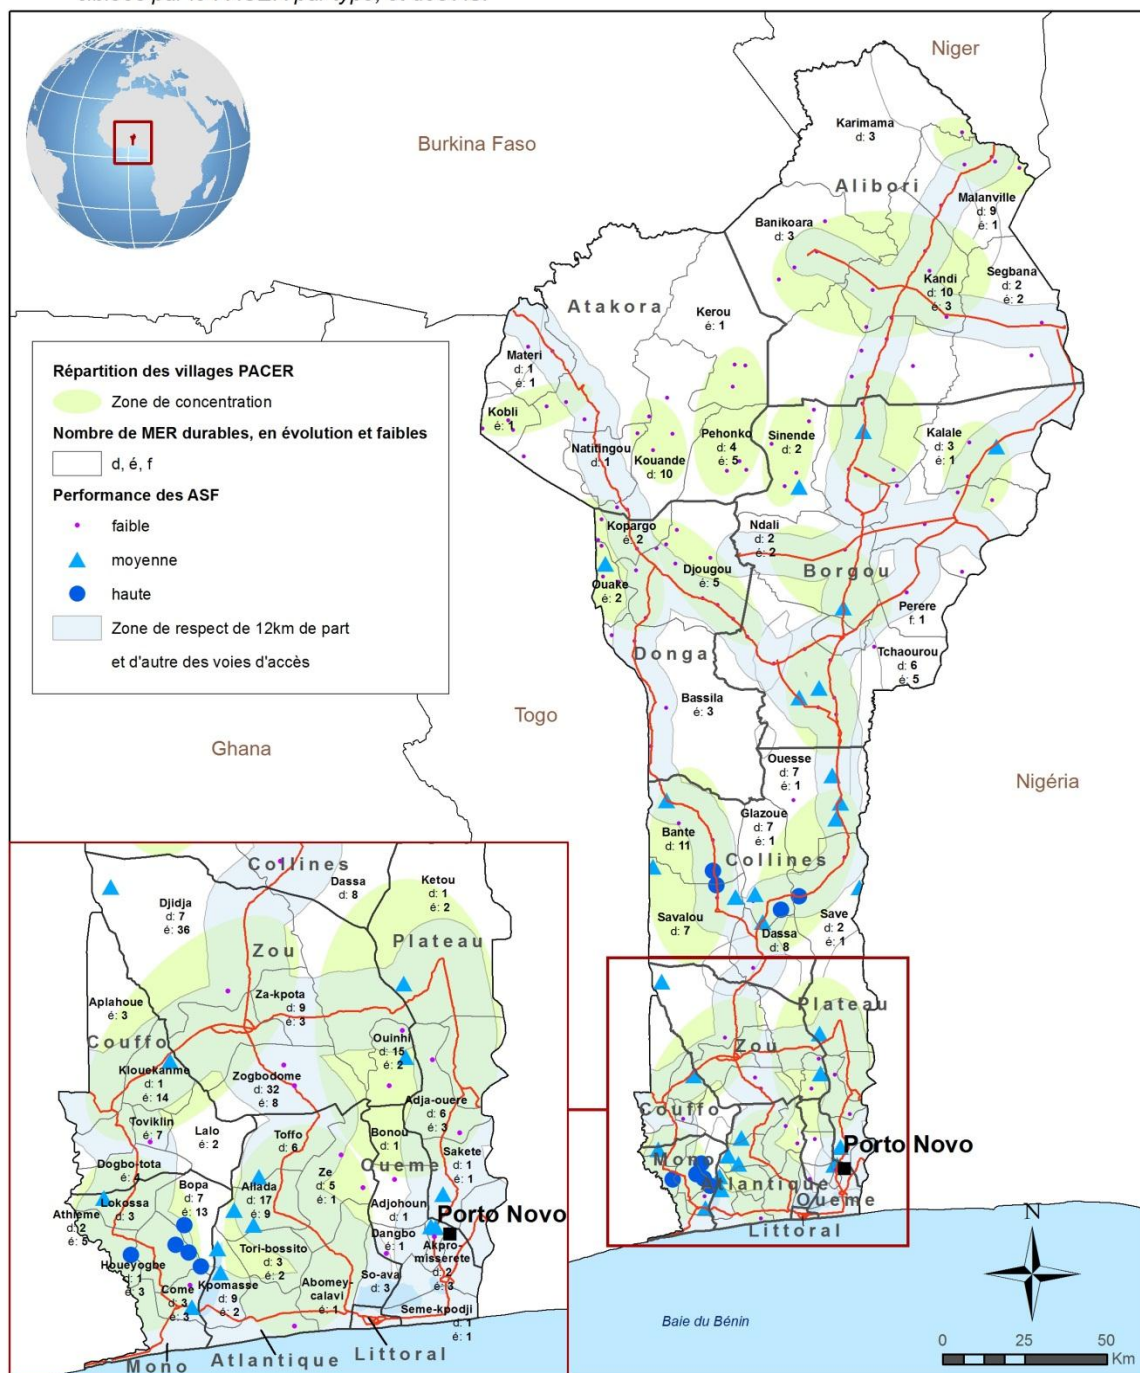 Niger
Burkina Faso
Karimama
d: 3
Alibori
Malanville
d: 9
é: 1
Banikoara
d: 3
Kandi
d: 10
é: 3
Segbana
d: 2
é: 2
Atakora
Kerou
é: 1
Materi
d: 1
é: 1
Kobli
é: 1
Natitingou
d: 1
Kouande
d: 10
Pehonko
d: 4
é: 5
Sinende
d: 2
Kalale
d: 3
é: 1
Répartition des villages PACER
Zone de concentration
Nombre de MER durables, en évolution et faibles
d, é, f
Performance des ASF
faible
moyenne
haute
Zone de respect de 12km de part
et d'autre des voies d'accès
Kopargo
é: 2
Ndali
d: 2
é: 2
Djougou
é: 5
Ouake
é: 2
Borgou
Perere
f: 1
Tchaourou
d: 6
é: 5
Donga
Bassila
é: 3
Togo
Ghana
Nigéria
Ouesse
d: 7
é: 1
Glazoue
d: 7
é: 1
Bante
d: 11
Collines
Savalou
d: 7
Dassa
d: 8
Save
d: 2
é: 1
Plateau
Zou
Couffo
Mono
Atlantique
Porto Novo
Oueme
Littoral
Collines
Dassa
d: 8
Ketou
d: 1
é: 2
Djidja
d: 7
é: 36
Zou
Plateau
Za-kpota
d: 9
é: 3
Aplahoue
é: 3
Couffo
Ouinhi
d: 15
é: 2
Klouekanme
d: 1
é: 14
Zogbodome
d: 32
é: 8
Adja-ouere
d: 6
é: 3
Toviklin
é: 7
Lalo
é: 2
Toffo
d: 6
Bonou
d: 1
Oueme
Sakete
d: 1
é: 1
Dogbo-tota
é: 4
Bopa
d: 7
é: 13
Allada
d: 17
é: 9
Ze
d: 5
é: 1
Adjohoun
d: 1
Lokossa
d: 3
Athieme
d: 2
é: 5
Porto Novo
Dangbo
é: 1
Akpro-
misserete
d: 2
é: 3
Tori-bossito
d: 3
é: 2
Houeyogbe
d: 1
é: 3
Come
d: 3
é: 3
Kpomasse
d: 9
é: 2
Abomey-
calavi
é: 1
So-ava
d: 3
Seme-kpodji
d: 1
é: 1
Mono
Atlantique
Littoral
N
Baie du Bénin
0 25 50
Km